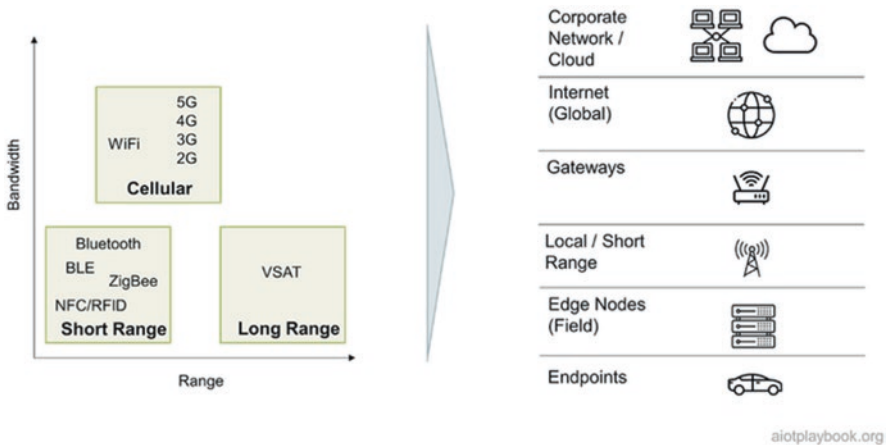 Bandwidth
WiFi
5G
4G
3G
2G
Cellular
Bluetooth
BLE
ZigBee
NFC/RFID
Short Range
VSAT
Long Range
Range
Corporate
Network /
Cloud
Internet
(Global)
Gateways
Local / Short
Range
Edge Nodes
(Field)
Endpoints
aiotplaybook.org